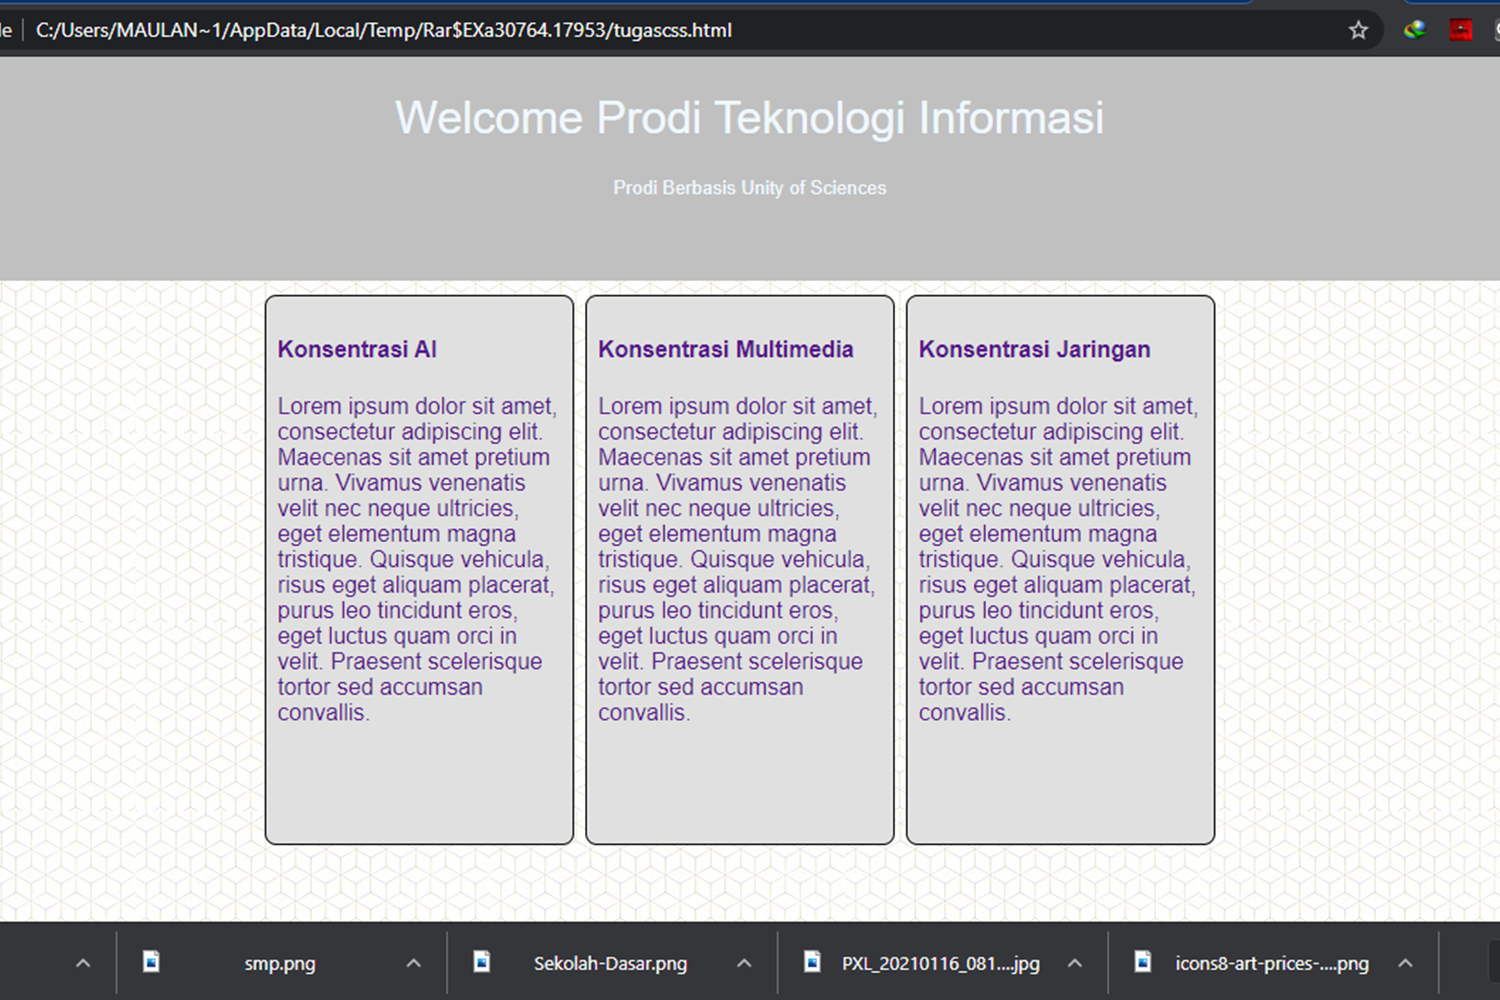 le C:/Users/MAULAN~1/AppData/Local/Temp/Rar$EXa30764.17953/tugascss.html
Welcome Prodi Teknologi Informasi
Prodi Berbasis Unity of Sciences
Konsentrasi AI
Lorem ipsum dolor sit amet,
consectetur adipiscing elit.
Maecenas sit amet pretium
urna. Vivamus venenatis
velit nec neque ultricies,
eget elementum magna
tristique. Quisque vehicula,
risus eget aliquam placerat,
purus leo tincidunt eros,
eget luctus quam orci in
velit. Praesent scelerisque
tortor sed accumsan
convallis.
Konsentrasi Multimedia
Lorem ipsum dolor sit amet,
consectetur adipiscing elit.
Maecenas sit amet pretium
urna. Vivamus venenatis
velit nec neque ultricies,
eget elementum magna
tristique. Quisque vehicula,
risus eget aliquam placerat,
purus leo tincidunt eros,
eget luctus quam orci in
velit. Praesent scelerisque
tortor sed accumsan
convallis.
Konsentrasi Jaringan
Lorem ipsum dolor sit amet,
consectetur adipiscing elit.
Maecenas sit amet pretium
urna. Vivamus venenatis
velit nec neque ultricies,
eget elementum magna
tristique. Quisque vehicula,
risus eget aliquam placerat,
purus leo tincidunt eros,
eget luctus quam orci in
velit. Praesent scelerisque
tortor sed accumsan
convallis.
smp.png
Sekolah-Dasar.png
PXL_20210116_081....jpg
icons8-art-prices-....png